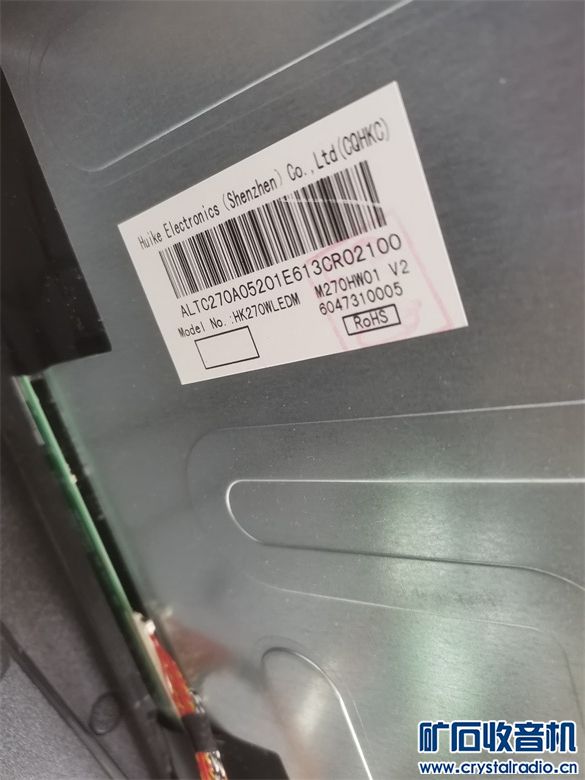 Huike Electronics (Shenzhen) Co.,Ltd(CQHKC)
ALTC270A05201E613CR02100
Model No.:HK270WLEDM M270HW01 V2
6047310005
RoHS
矿石收音机
www.crystalradio.cn